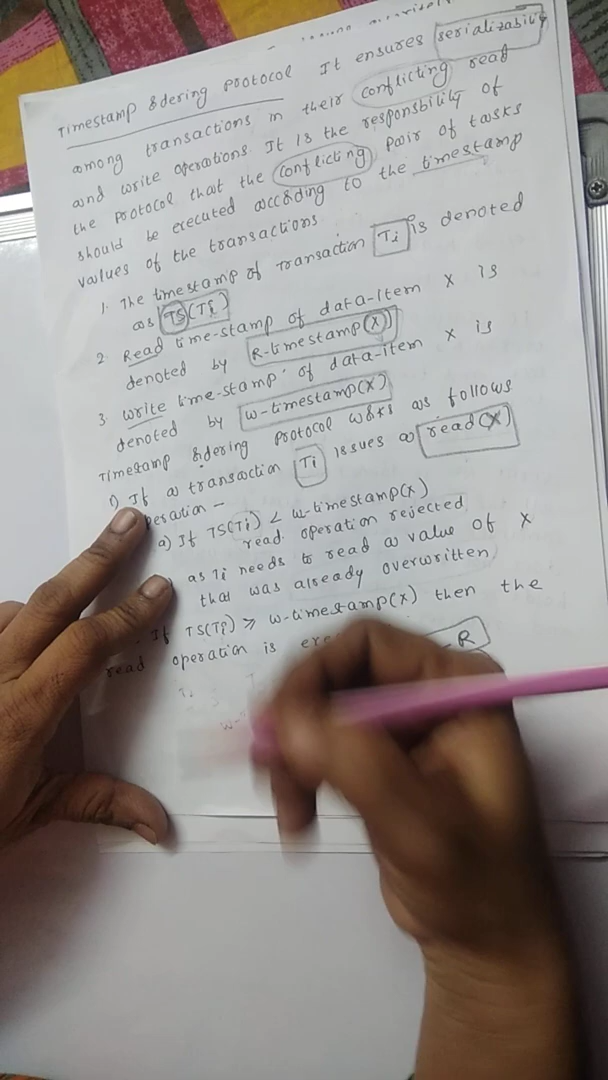 Timestamp Ordering Protocol It ensures serializability
among transactions in their conflicting read
and write operations. It is the responsbility of
the Protocol that the conflicting Pair of tasks
should be executed according to the timestamp
values of the transactions.
1. The timestamp of Transaction Ti is denoted
as TS(Ti)
2. Read time-stamp of data-item X is
denoted by R-timestamp(X)
3. write time-stamp of data-item X is
denoted by w-timestamp(X)
Timestamp Ordering Protocol works as follows
1) If a transaction Ti issues a read(X)
operation -
a) If TS(Ti) < w-timestamp(X)
read operation rejected
as Ti needs to read a value of X
that was already overwritten
If TS(Ti) ≥ w-timestamp(X) then the
read operation is
R